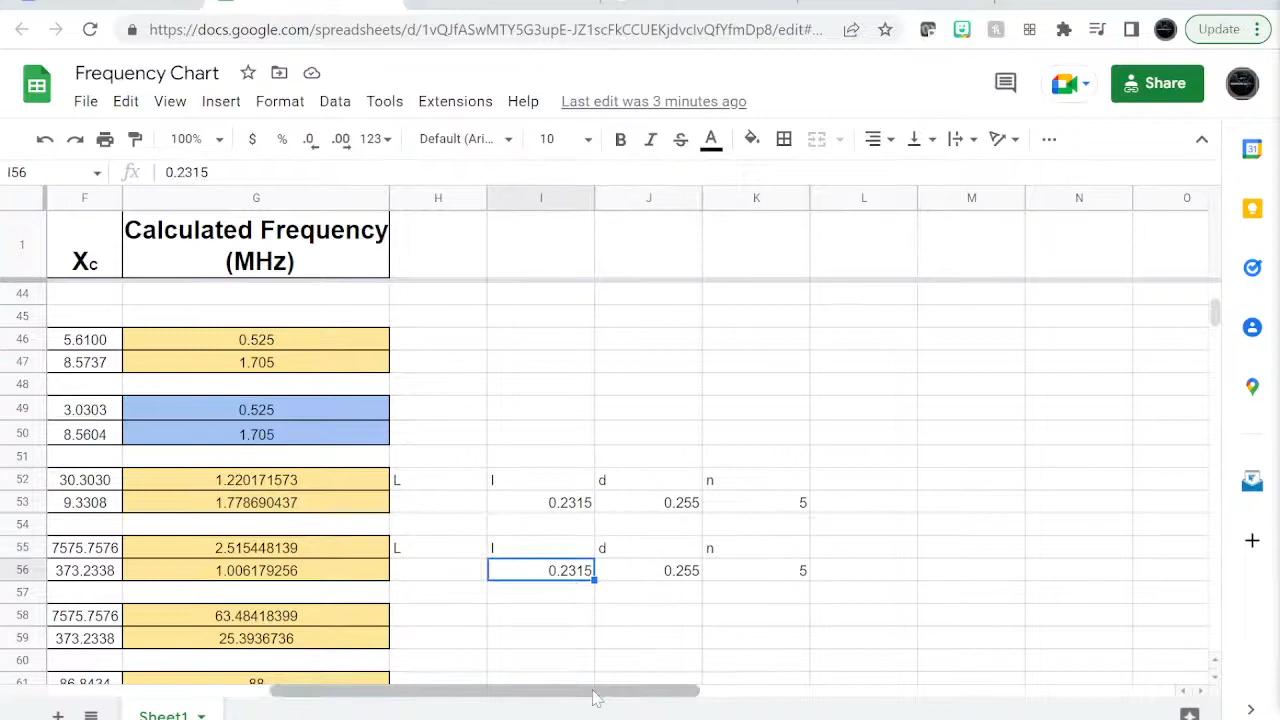 https://docs.google.com/spreadsheets/d/1vQJfASwMTY5G3upE-JZ1scFkCCUEKjdvcivQfYfmDp8/edit#...
Update
Frequency Chart
File Edit View Insert Format Data Tools Extensions Help Last edit was 3 minutes ago
Share
100% $ % .0 .00 123 Default (Ari... 10 B I S A
I56 fx 0.2315
F G H I J K L M N O
1 Xc Calculated Frequency
(MHz)
44
45
46 5.6100 0.525
47 8.5737 1.705
48
49 3.0303 0.525
50 8.5604 1.705
51
52 30.3030 1.220171573 L l d n
53 9.3308 1.778690437 0.2315 0.255 5
54
55 7575.7576 2.515448139 L l d n
56 373.2338 1.006179256 0.2315 0.255 5
57
58 7575.7576 63.48418399
59 373.2338 25.3936736
60
61 86.8434 88
Sheet1